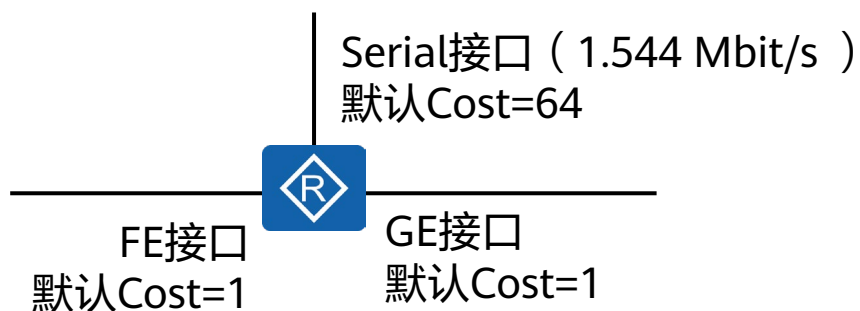 Serial接口（1.544 Mbit/s ）
默认Cost=64
R
FE接口
默认Cost=1
GE接口
默认Cost=1